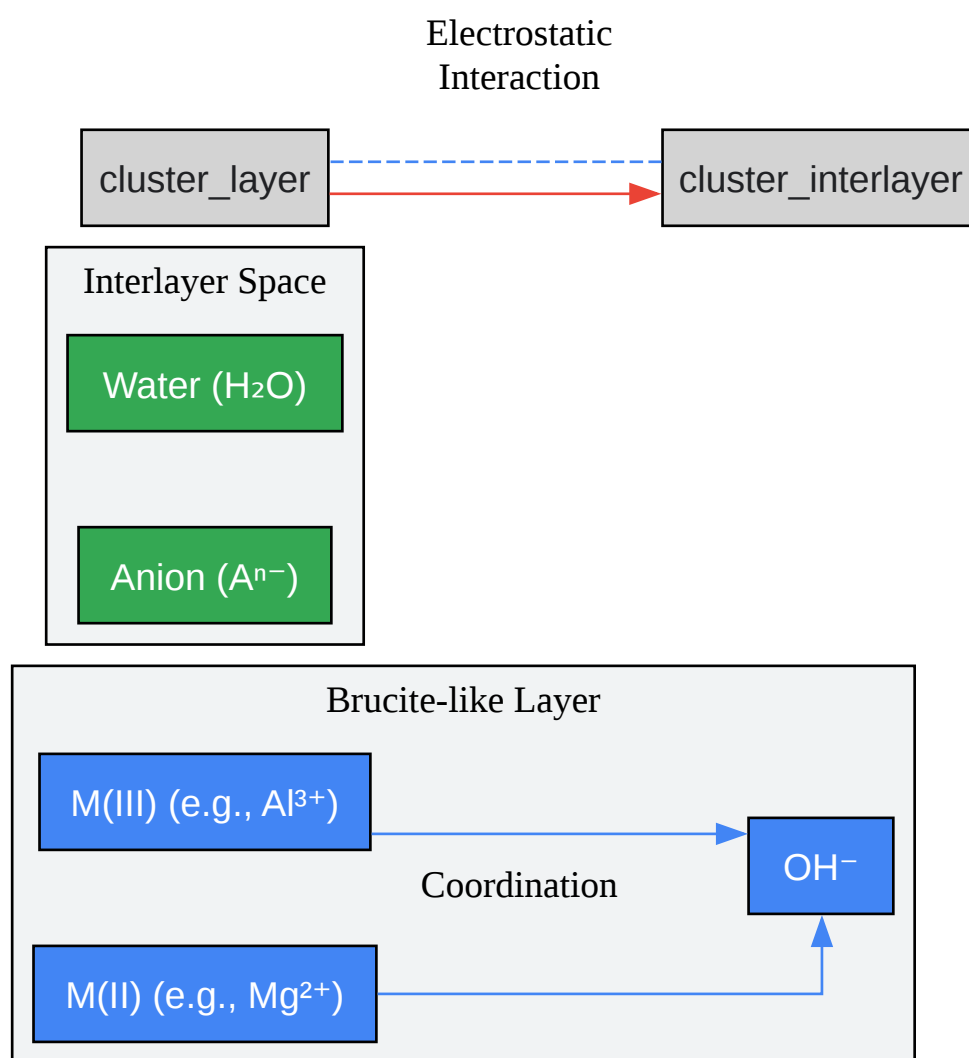 Electrostatic
Interaction
cluster_layer
cluster_interlayer
Interlayer Space
Water (H₂O)
Anion (Aⁿ⁻)
Brucite-like Layer
M(III) (e.g., Al³⁺)
OH⁻
Coordination
M(II) (e.g., Mg²⁺)